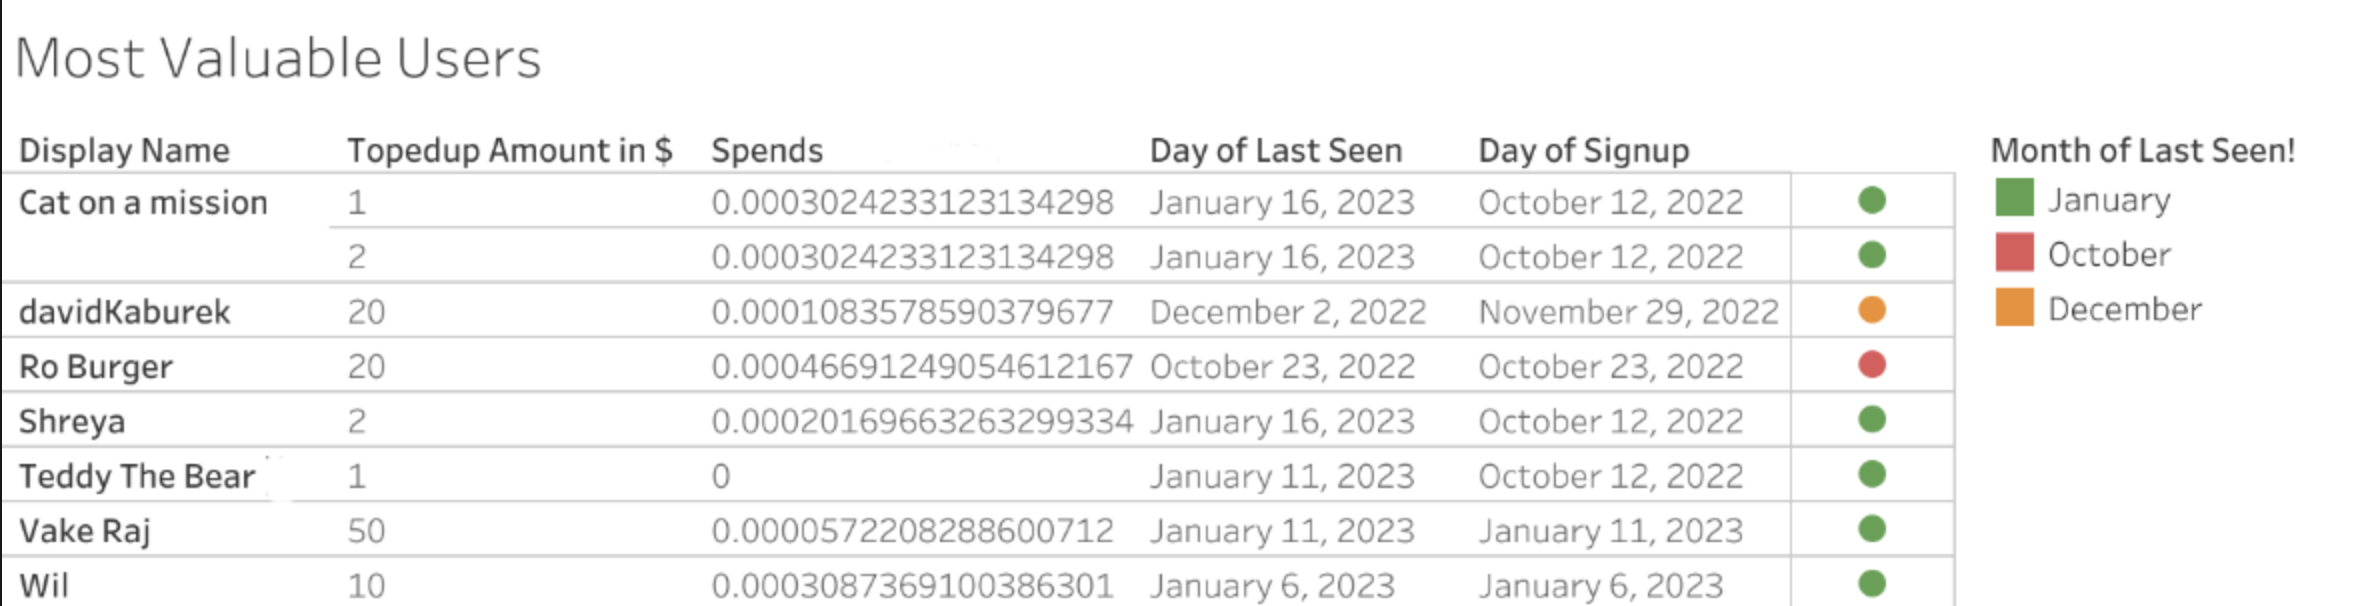 Most Valuable Users
Display Name Topedup Amount in $ Spends Day of Last Seen Day of Signup Month of Last Seen!
Cat on a mission 1 0.0003024233123134298 January 16, 2023 October 12, 2022 January
2 0.0003024233123134298 January 16, 2023 October 12, 2022 October
davidKaburek 20 0.0001083578590379677 December 2, 2022 November 29, 2022 December
Ro Burger 20 0.00046691249054612167 October 23, 2022 October 23, 2022
Shreya 2 0.00020169663263299334 January 16, 2023 October 12, 2022
Teddy The Bear 1 0 January 11, 2023 October 12, 2022
Vake Raj 50 0.0000572208288600712 January 11, 2023 January 11, 2023
Wil 10 0.0003087369100386301 January 6, 2023 January 6, 2023